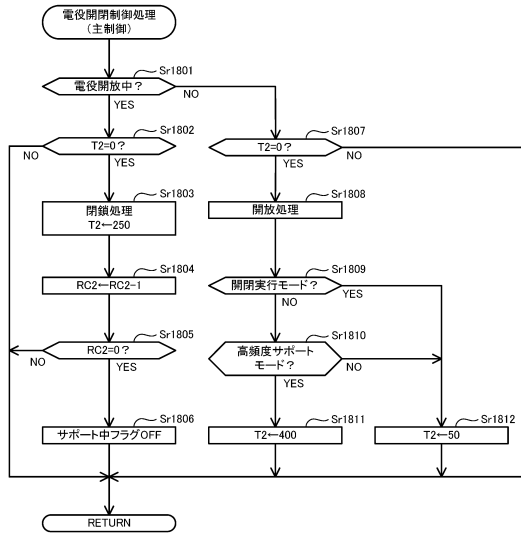 電役開閉制御処理
(主制御)
Sr1801
電役開放中?
NO
YES
Sr1802
T2=0?
NO
YES
Sr1807
T2=0?
NO
YES
Sr1803
閉鎖処理
T2←250
Sr1808
開放処理
Sr1804
RC2←RC2-1
Sr1809
開閉実行モード?
YES
NO
Sr1805
RC2=0?
NO
YES
Sr1810
高頻度サポート
モード?
NO
YES
Sr1806
サポート中フラグOFF
Sr1811
T2←400
Sr1812
T2←50
RETURN